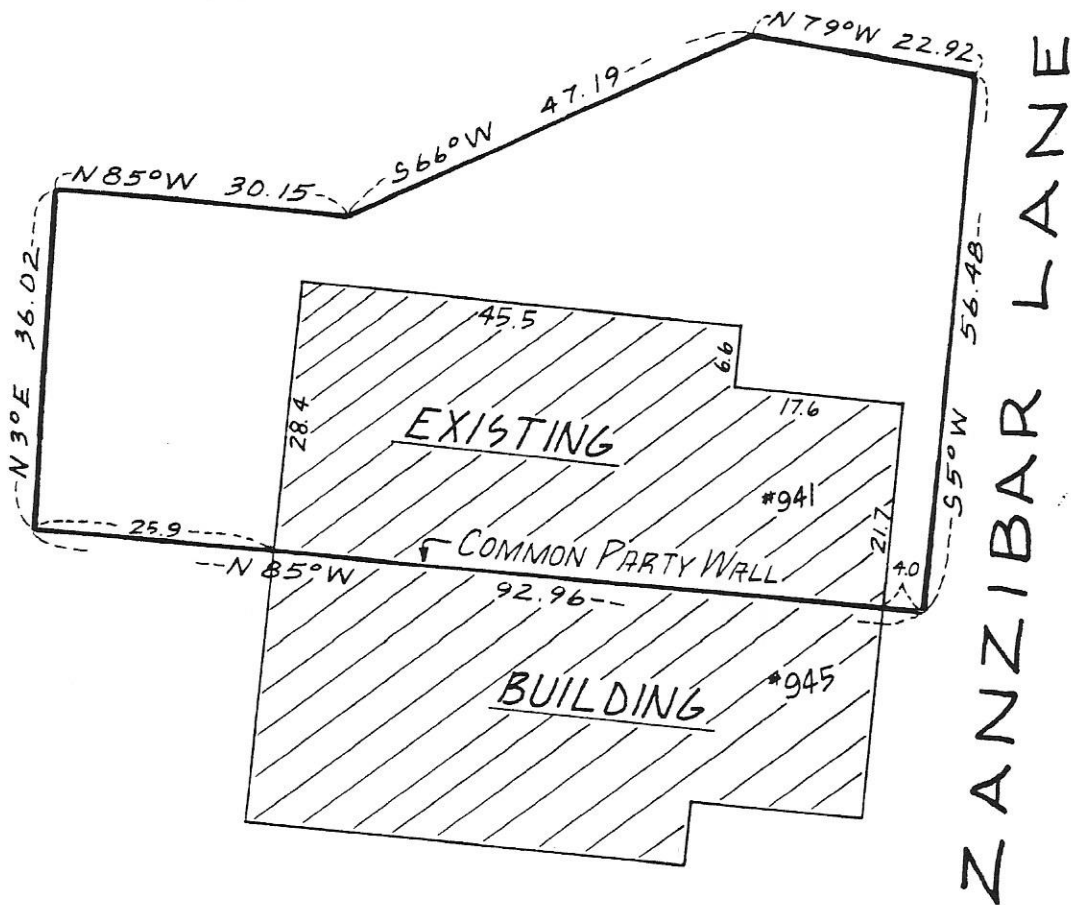 N 79°W 22.92
S 66°W 47.19
N 85°W 30.15
N 3°E 36.02
S 5°W 56.48
ZANZIBAR LANE
45.5
6.6
17.6
28.4
EXISTING
#941
21.7
4.0
25.9
COMMON PARTY WALL
N 85°W 92.96
BUILDING
#945